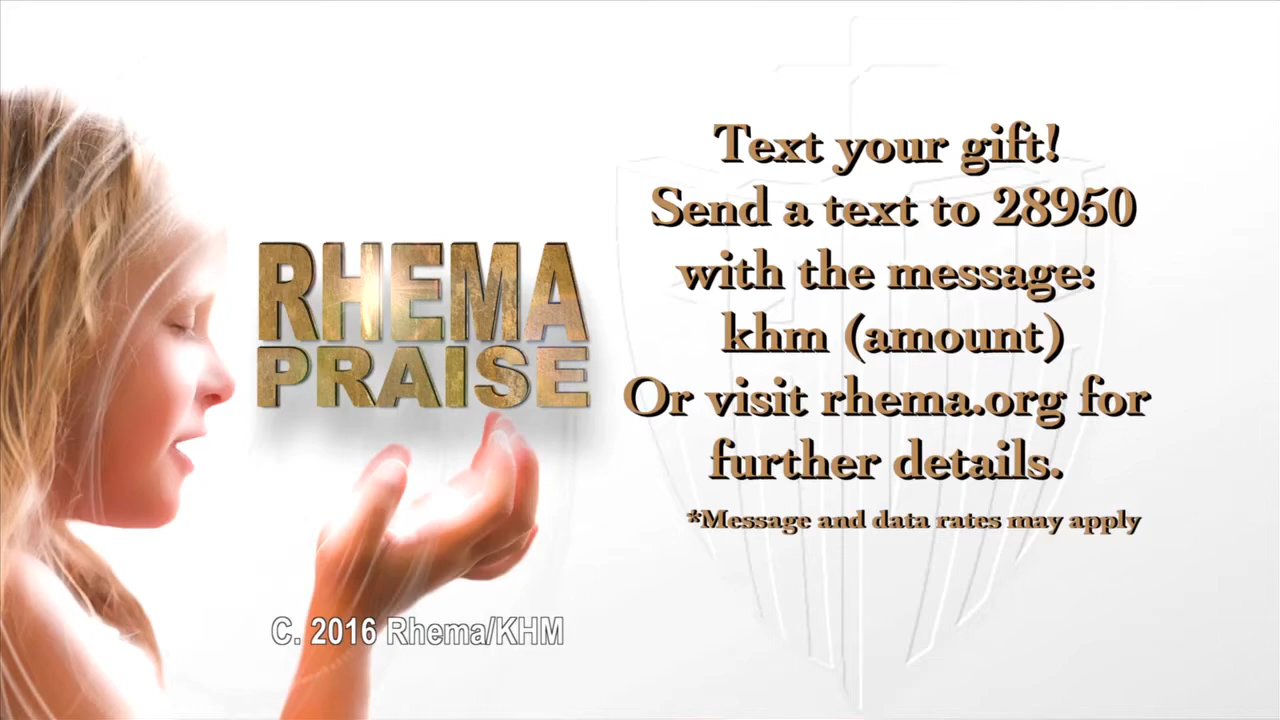 RHEMA
PRAISE
C. 2016 Rhema/KHM
Text your gift!
Send a text to 28950
with the message:
khm (amount)
Or visit rhema.org for
further details.
*Message and data rates may apply